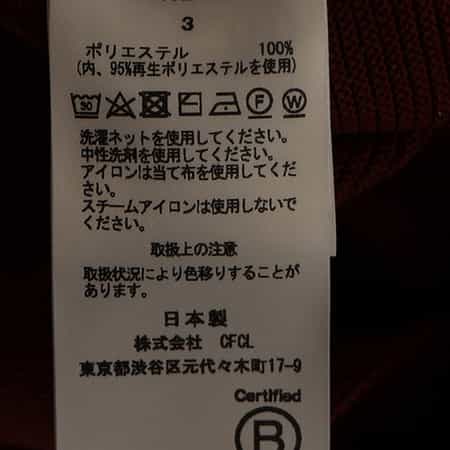 3
ポリエステル 100%
(内、95%再生ポリエステルを使用)
30 F W
洗濯ネットを使用してください。
中性洗剤を使用してください。
アイロンは当て布を使用してくだ
さい。
スチームアイロンは使用しないで
ください。
取扱上の注意
取扱状況により色移りすることが
あります。
日本製
株式会社 CFCL
東京都渋谷区元代々木町17-9
Certified
B